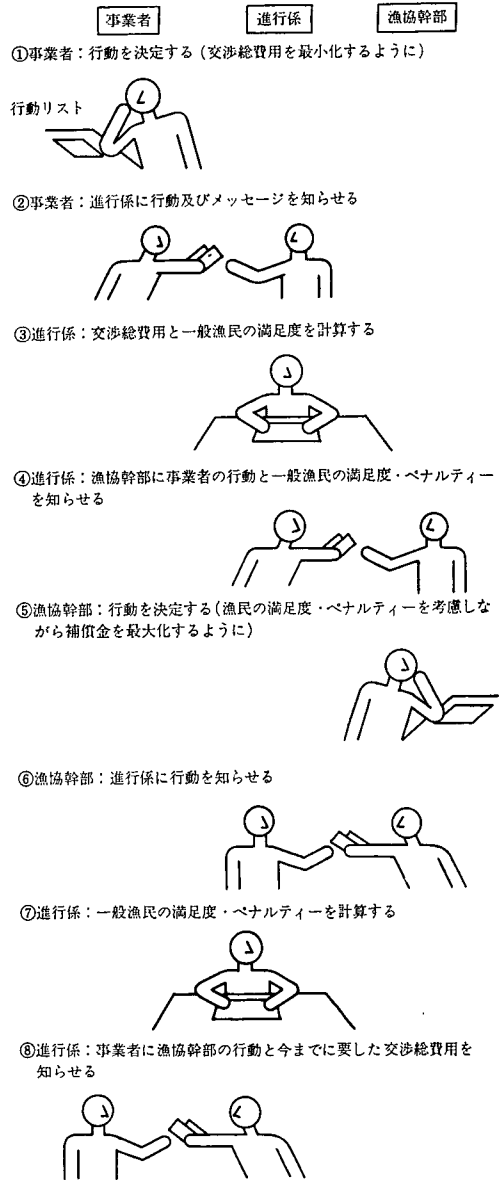 事業者 進行係 漁協幹部
①事業者：行動を決定する（交渉総費用を最小化するように）
行動リスト
②事業者：進行係に行動及びメッセージを知らせる
③進行係：交渉総費用と一般漁民の満足度を計算する
④進行係：漁協幹部に事業者の行動と一般漁民の満足度・ペナルティー
を知らせる
⑤漁協幹部：行動を決定する（漁民の満足度・ペナルティーを考慮しな
がら補償金を最大化するように）
⑥漁協幹部：進行係に行動を知らせる
⑦進行係：一般漁民の満足度・ペナルティーを計算する
⑧進行係：事業者に漁協幹部の行動と今までに要した交渉総費用を
知らせる